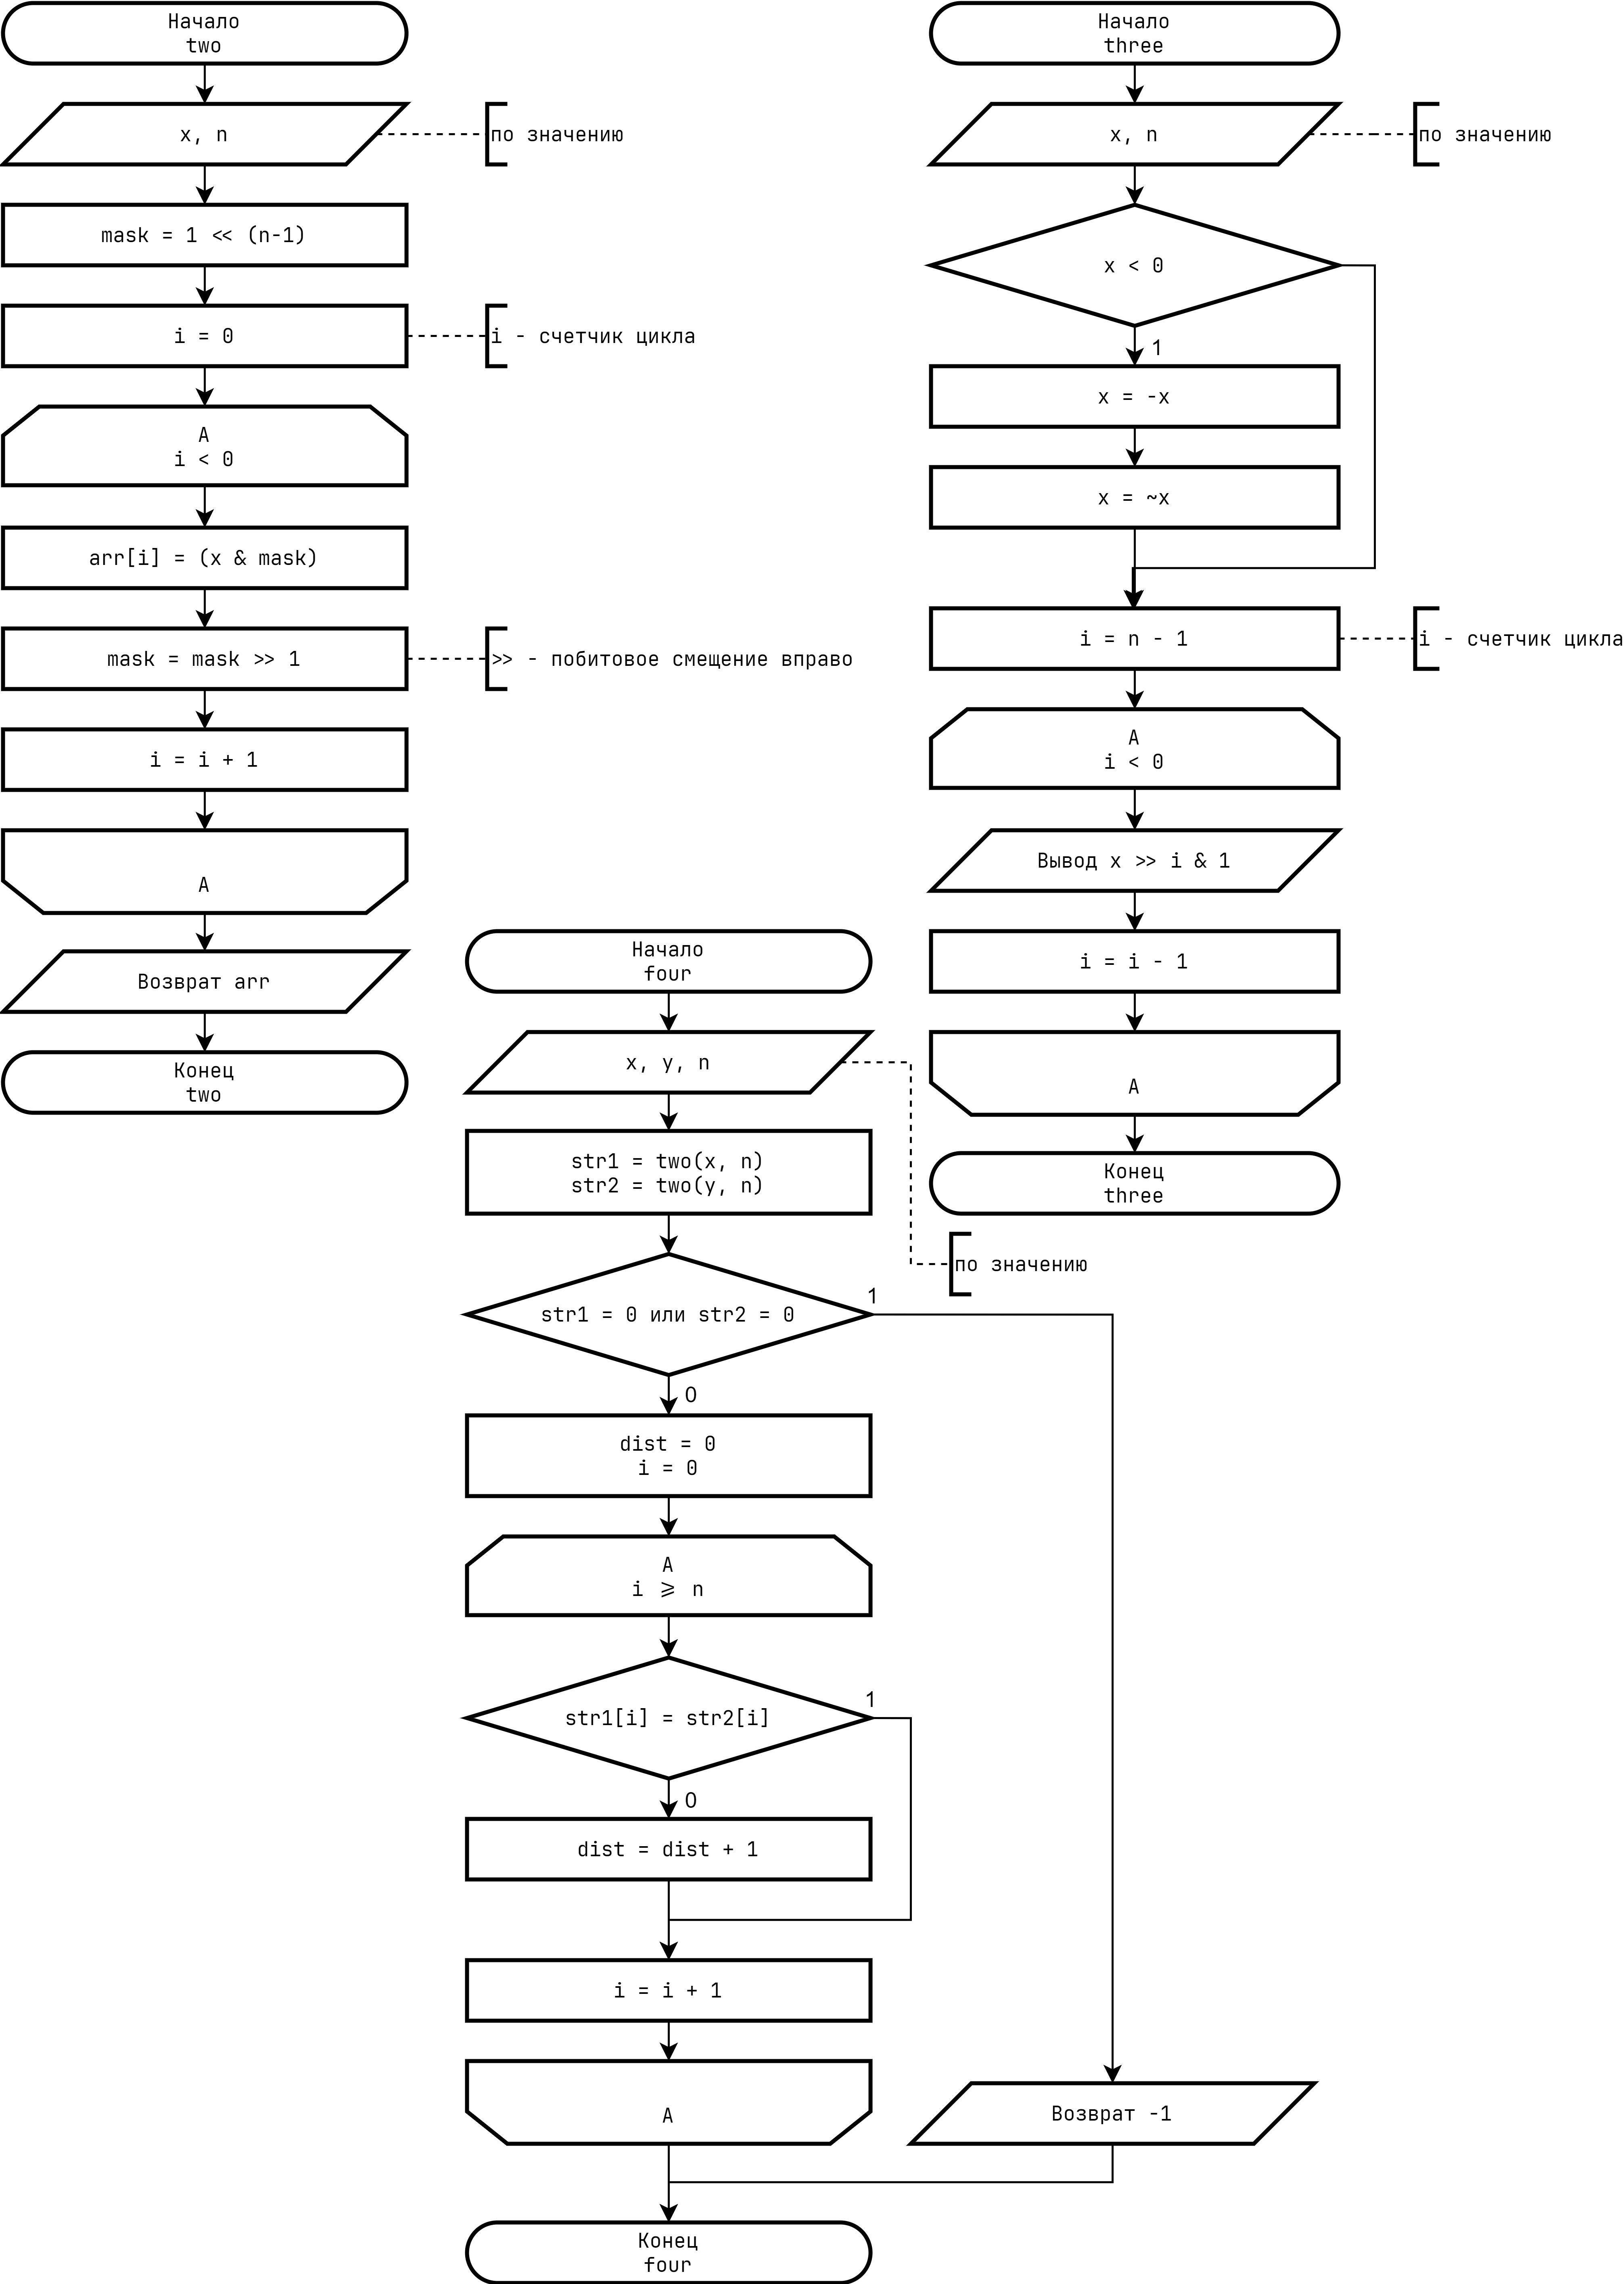 Начало
two
x, n
по значению
mask = 1 << (n-1)
i = 0
i - счетчик цикла
A
i < 0
arr[i] = (x & mask)
mask = mask >> 1
>> - побитовое смещение вправо
i = i + 1
A
Возврат arr
Конец
two
Начало
three
x, n
по значению
x < 0
1
x = -x
x = ~x
i = n - 1
i - счетчик цикла
A
i < 0
Вывод x >> i & 1
i = i - 1
A
Конец
three
Начало
four
x, y, n
по значению
str1 = two(x, n)
str2 = two(y, n)
str1 = 0 или str2 = 0
1
0
dist = 0
i = 0
A
i ⩾ n
str1[i] = str2[i]
1
0
dist = dist + 1
i = i + 1
A
Возврат -1
Конец
four